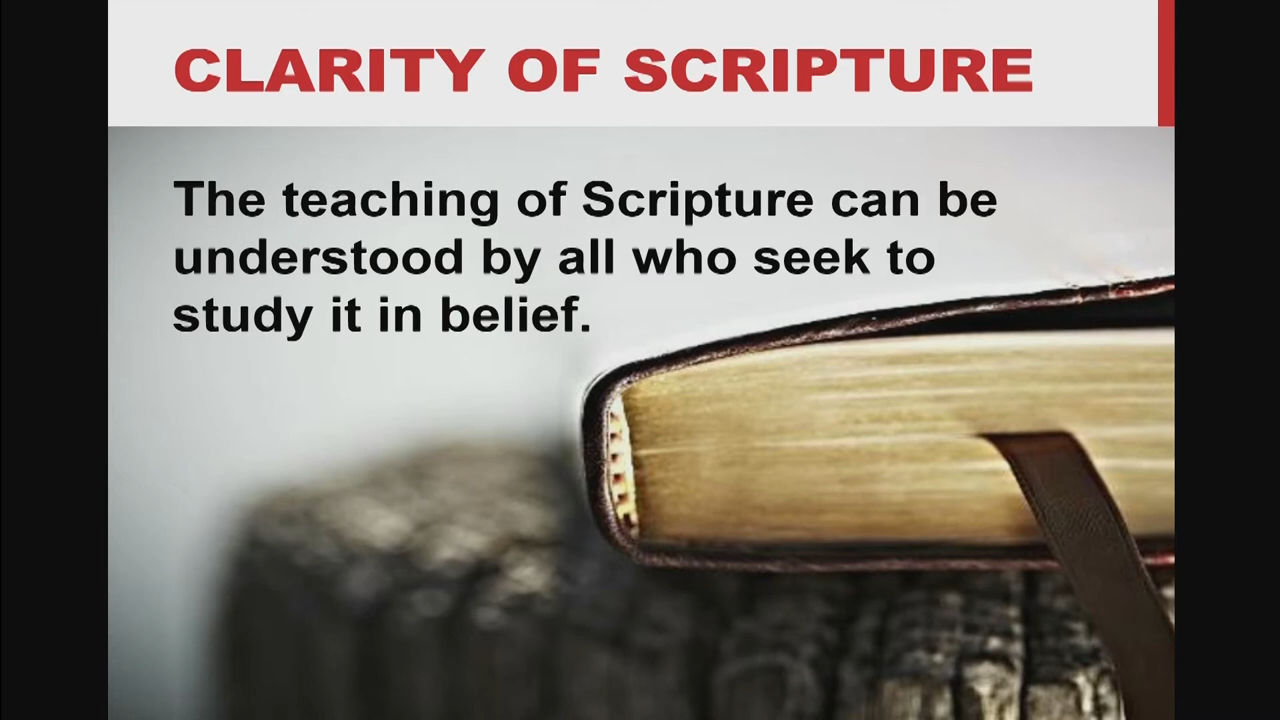 CLARITY OF SCRIPTURE
The teaching of Scripture can be
understood by all who seek to
study it in belief.